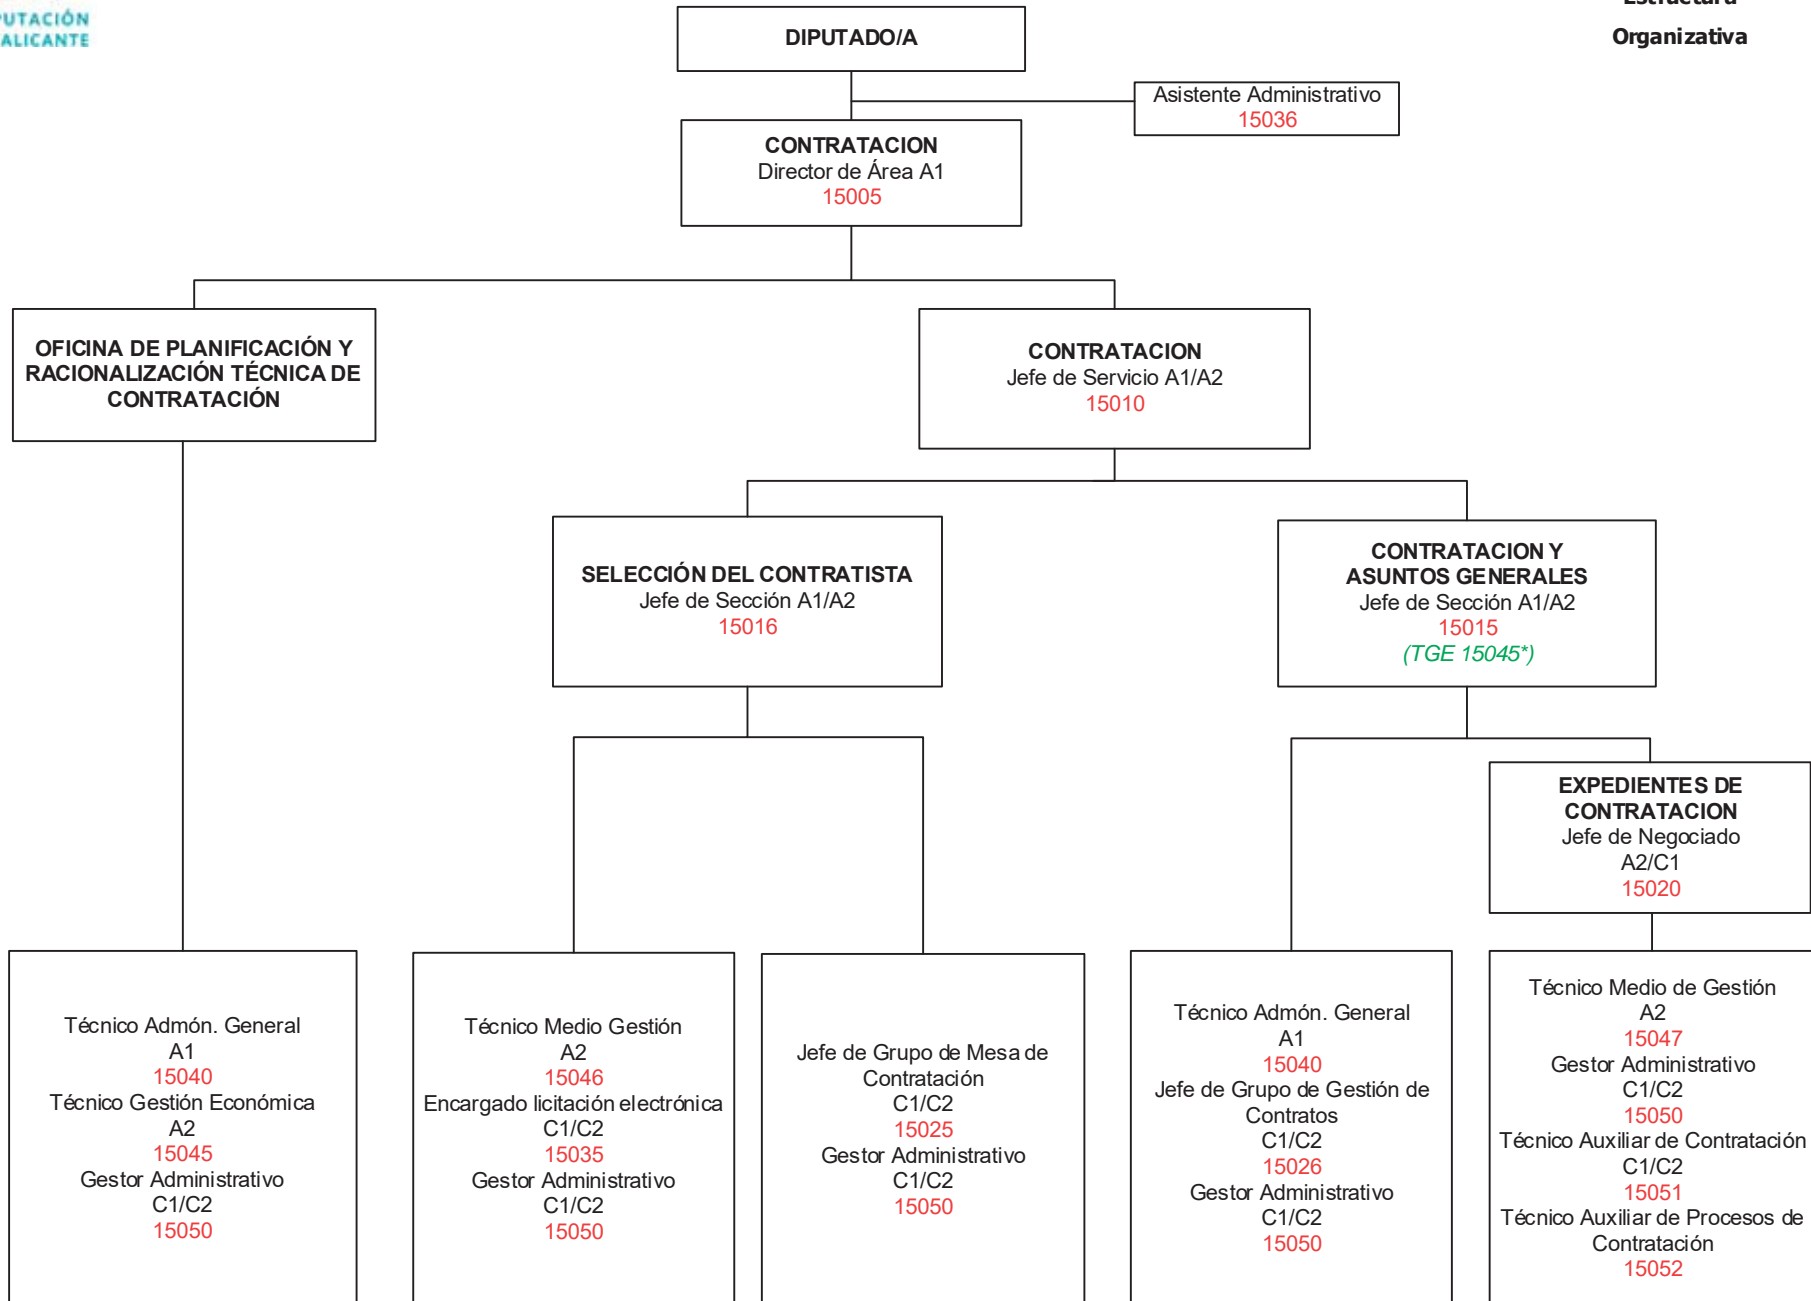 DIPUTACIÓN
ALICANTE
Estructura
Organizativa
DIPUTADO/A
Asistente Administrativo
15036
CONTRATACION
Director de Área A1
15005
OFICINA DE PLANIFICACIÓN Y
RACIONALIZACIÓN TÉCNICA DE
CONTRATACIÓN
CONTRATACION
Jefe de Servicio A1/A2
15010
SELECCIÓN DEL CONTRATISTA
Jefe de Sección A1/A2
15016
CONTRATACION Y
ASUNTOS GENERALES
Jefe de Sección A1/A2
15015
(TGE 15045*)
EXPEDIENTES DE
CONTRATACION
Jefe de Negociado
A2/C1
15020
Técnico Admón. General
A1
15040
Técnico Gestión Económica
A2
15045
Gestor Administrativo
C1/C2
15050
Técnico Medio Gestión
A2
15046
Encargado licitación electrónica
C1/C2
15035
Gestor Administrativo
C1/C2
15050
Jefe de Grupo de Mesa de
Contratación
C1/C2
15025
Gestor Administrativo
C1/C2
15050
Técnico Admón. General
A1
15040
Jefe de Grupo de Gestión de
Contratos
C1/C2
15026
Gestor Administrativo
C1/C2
15050
Técnico Medio de Gestión
A2
15047
Gestor Administrativo
C1/C2
15050
Técnico Auxiliar de Contratación
C1/C2
15051
Técnico Auxiliar de Procesos de
Contratación
15052